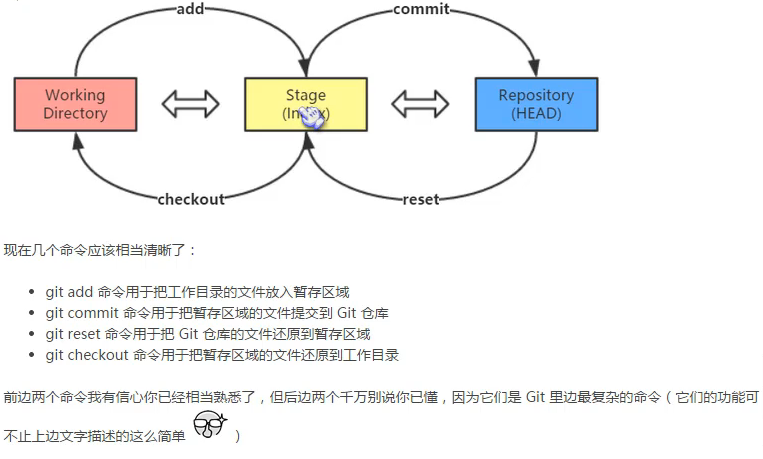 add
commit
Working
Directory
Stage
(Index)
Repository
(HEAD)
checkout
reset
现在几个命令应该相当清晰了：
• git add 命令用于把工作目录的文件放入暂存区域
• git commit 命令用于把暂存区域的文件提交到 Git 仓库
• git reset 命令用于把 Git 仓库的文件还原到暂存区域
• git checkout 命令用于把暂存区域的文件还原到工作目录
前边两个命令我有信心你已经相当熟悉了，但后边两个千万别说你已懂，因为它们是 Git 里边最复杂的命令（它们的功能可
不止上边文字描述的这么简单 ）